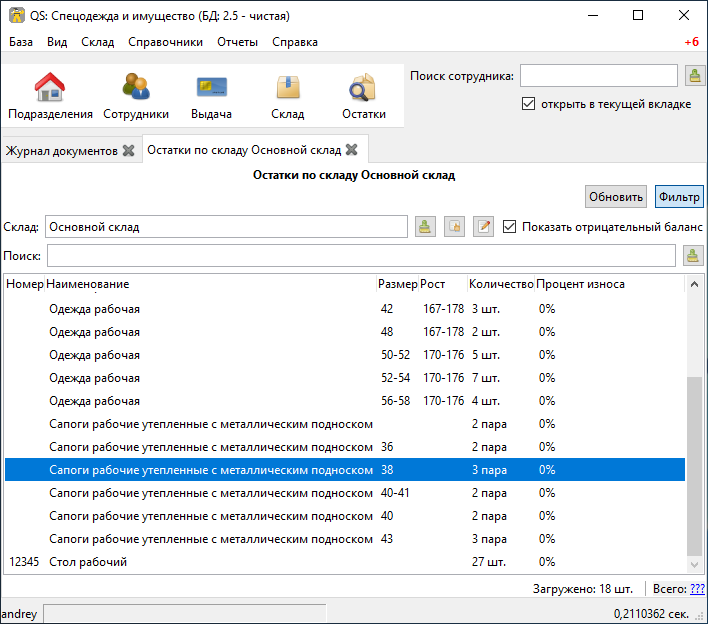 QS: Спецодежда и имущество (БД: 2.5 - чистая)
База Вид Склад Справочники Отчеты Справка +6
Подразделения Сотрудники Выдача Склад Остатки
Поиск сотрудника:
открыть в текущей вкладке
Журнал документов Остатки по складу Основной склад
Остатки по складу Основной склад
Обновить Фильтр
Склад: Основной склад Показать отрицательный баланс
Поиск:
Номер Наименование Размер Рост Количество Процент износа
Одежда рабочая 42 167-178 3 шт. 0%
Одежда рабочая 48 167-178 2 шт. 0%
Одежда рабочая 50-52 170-176 5 шт. 0%
Одежда рабочая 52-54 170-176 7 шт. 0%
Одежда рабочая 56-58 170-176 4 шт. 0%
Сапоги рабочие утепленные с металлическим подноском 2 пара 0%
Сапоги рабочие утепленные с металлическим подноском 36 2 пара 0%
Сапоги рабочие утепленные с металлическим подноском 38 3 пара 0%
Сапоги рабочие утепленные с металлическим подноском 40-41 2 пара 0%
Сапоги рабочие утепленные с металлическим подноском 40 2 пара 0%
Сапоги рабочие утепленные с металлическим подноском 43 3 пара 0%
12345 Стол рабочий 27 шт. 0%
Загружено: 18 шт. Всего: ???
andrey 0,2110362 сек.